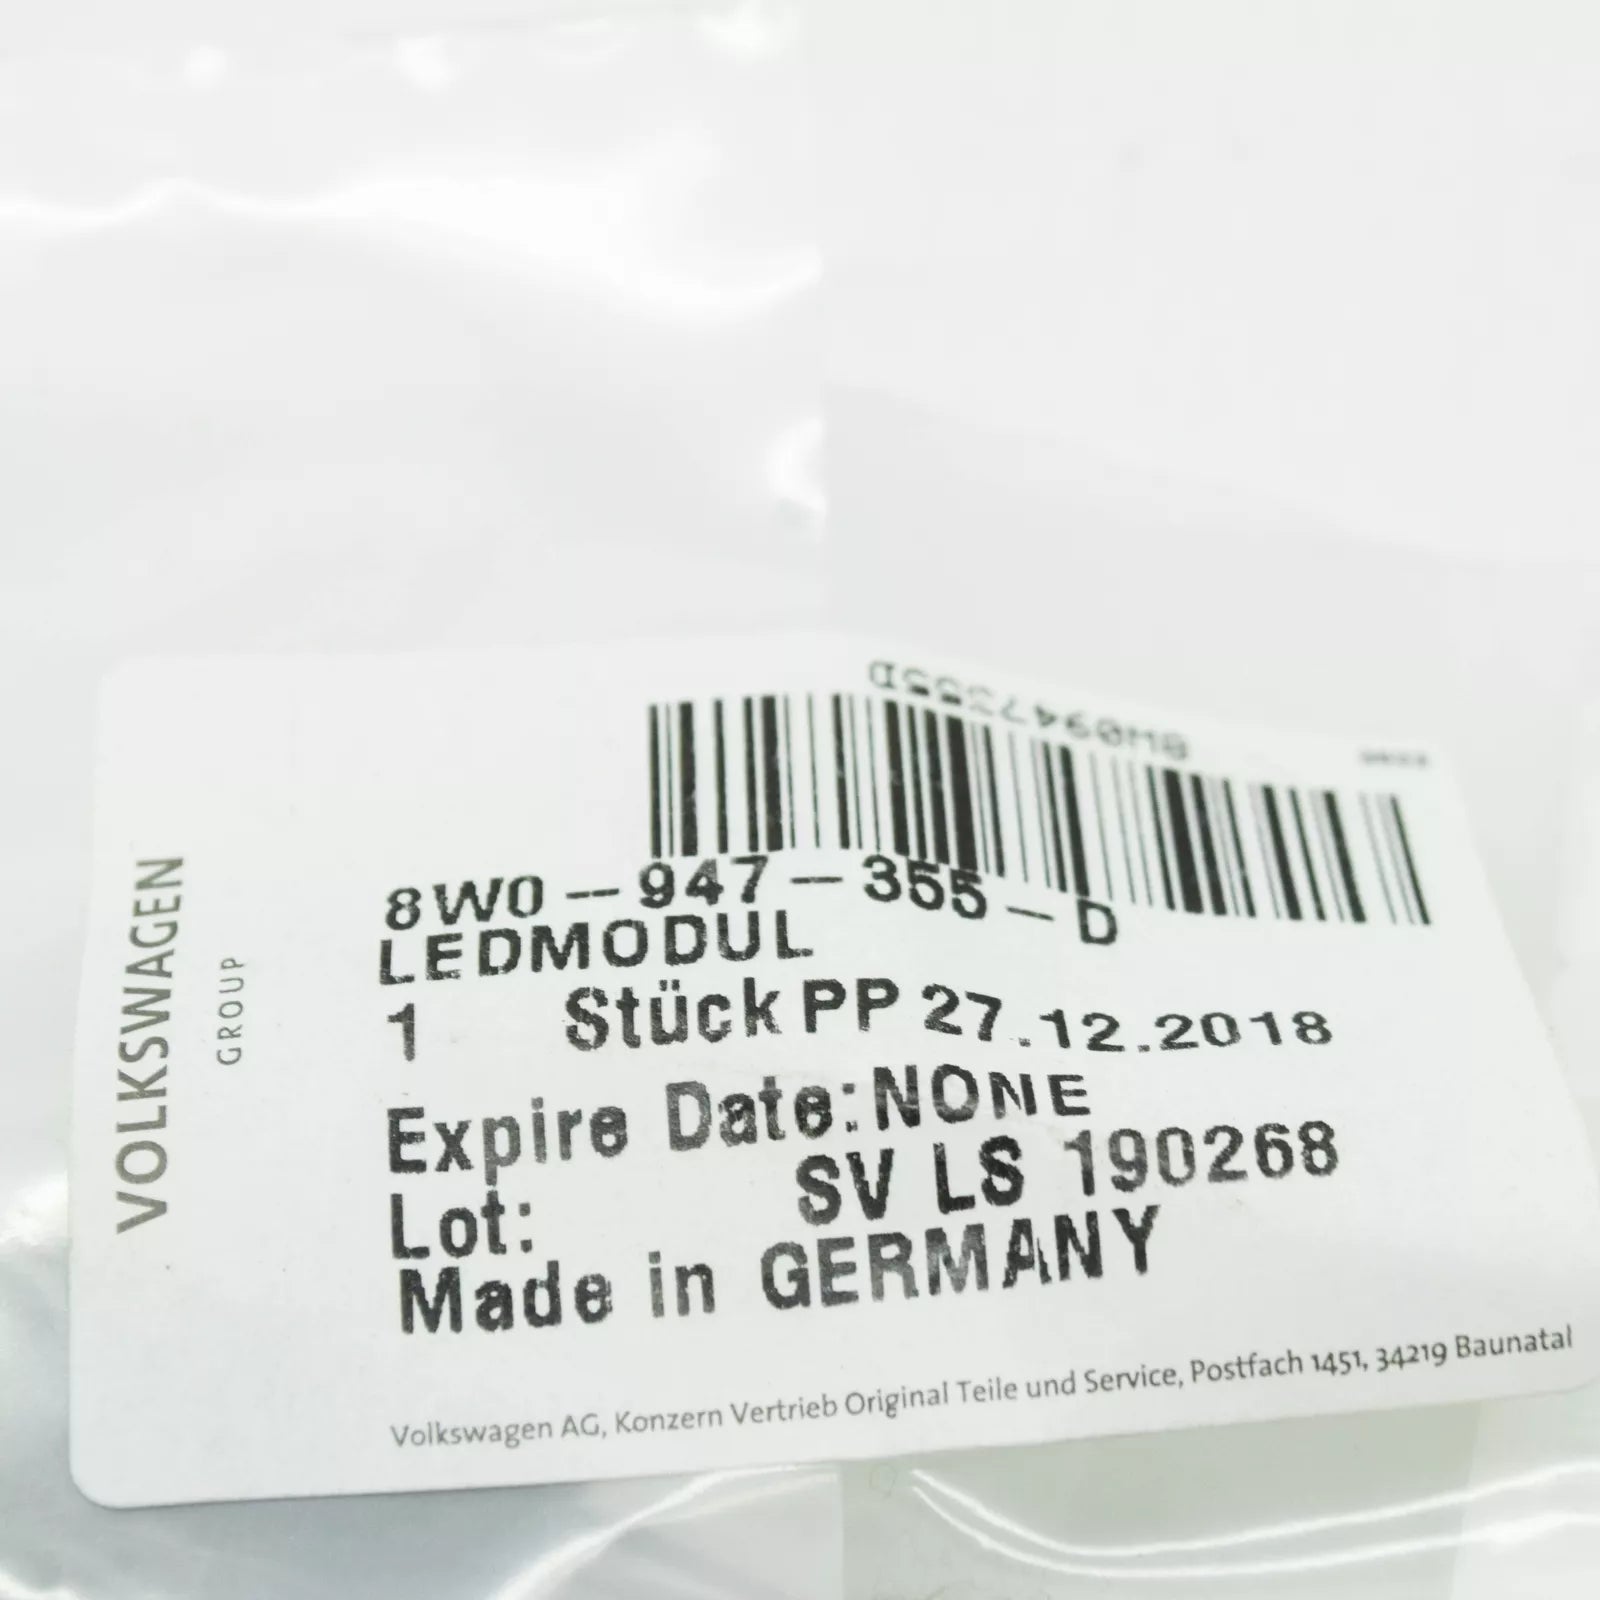 8W0947355D
VOLKSWAGEN
GROUP
8W0-947-355-D
LEDMODUL
1 Stück PP 27.12.2018
Expire Date:NONE
Lot: SV LS 190268
Made in GERMANY
Volkswagen AG, Konzern Vertrieb Original Teile und Service, Postfach 1451, 34219 Baunatal